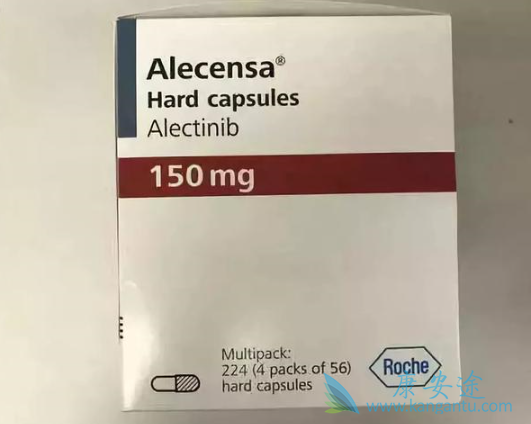 Alecensa®
Hard capsules
Alectinib
150 mg
Multipack:
224 (4 packs of 56)
hard capsules
Roche
康安途
www.kangantu.com